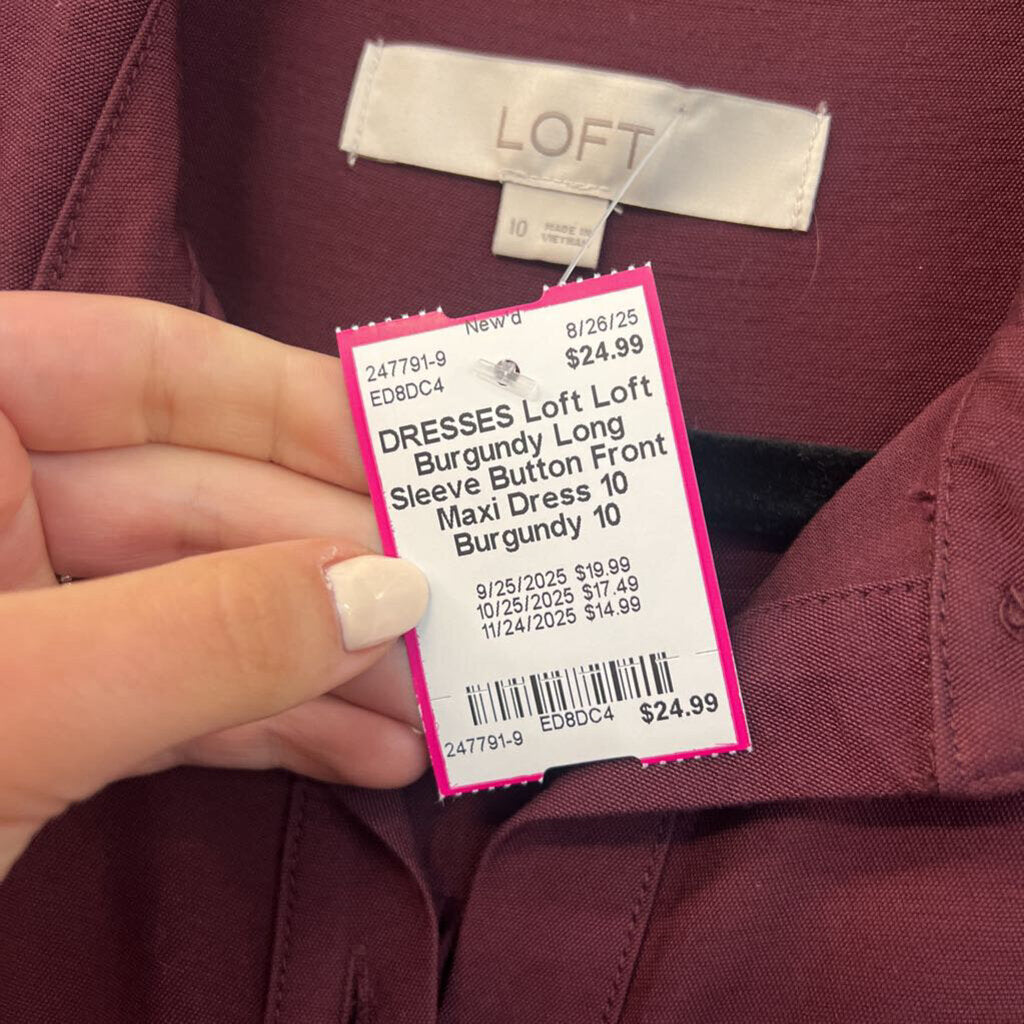 LOFT
10
MADE IN
VIETNAM
New'd
247791-9
ED8DC4
8/26/25
$24.99
DRESSES Loft Loft
Burgundy Long
Sleeve Button Front
Maxi Dress 10
Burgundy 10
9/25/2025 $19.99
10/25/2025 $17.49
11/24/2025 $14.99
ED8DC4
247791-9
$24.99